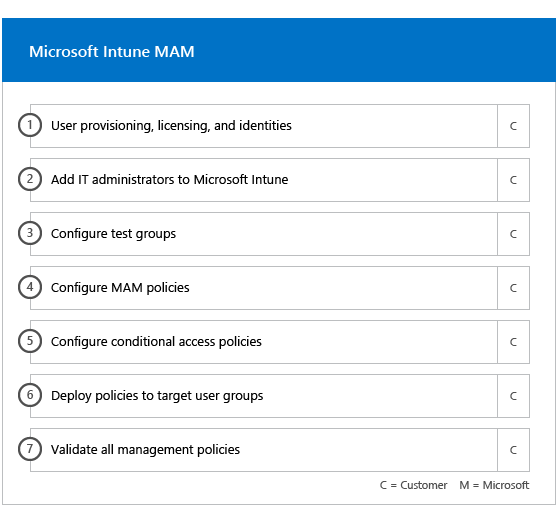 Microsoft Intune MAM
1 User provisioning, licensing, and identities C
2 Add IT administrators to Microsoft Intune C
3 Configure test groups C
4 Configure MAM policies C
5 Configure conditional access policies C
6 Deploy policies to target user groups C
7 Validate all management policies C
C = Customer M = Microsoft